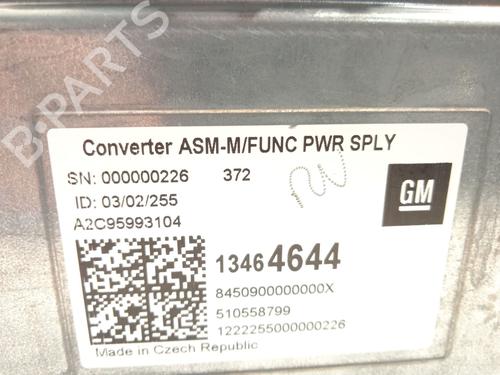 Converter ASM-M/FUNC PWR SPLY
SN: 000000226 372
ID: 03/02/255
A2C95993104
GM
13464644
8450900000000X
510558799
1222255000000226
Made in Czech Republic
B-PARTS